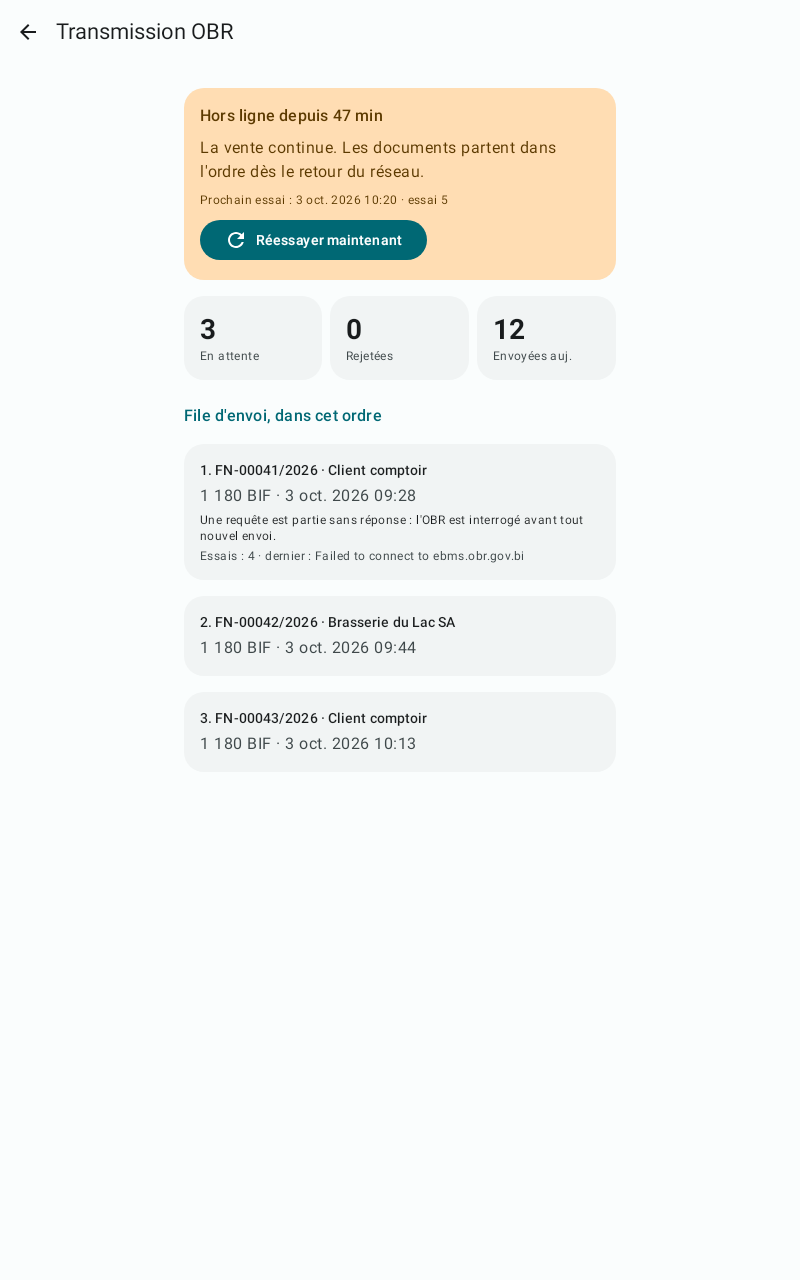 Transmission OBR
Hors ligne depuis 47 min
La vente continue. Les documents partent dans
l'ordre dès le retour du réseau.
Prochain essai : 3 oct. 2026 10:20 · essai 5
Réessayer maintenant
3
En attente
0
Rejetées
12
Envoyées auj.
File d'envoi, dans cet ordre
1. FN-00041/2026 · Client comptoir
1 180 BIF · 3 oct. 2026 09:28
Une requête est partie sans réponse : l'OBR est interrogé avant tout
nouvel envoi.
Essais : 4 · dernier : Failed to connect to ebms.obr.gov.bi
2. FN-00042/2026 · Brasserie du Lac SA
1 180 BIF · 3 oct. 2026 09:44
3. FN-00043/2026 · Client comptoir
1 180 BIF · 3 oct. 2026 10:13